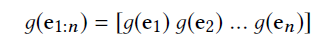 g(e₁:ₙ) = [g(e₁) g(e₂) ... g(eₙ)]